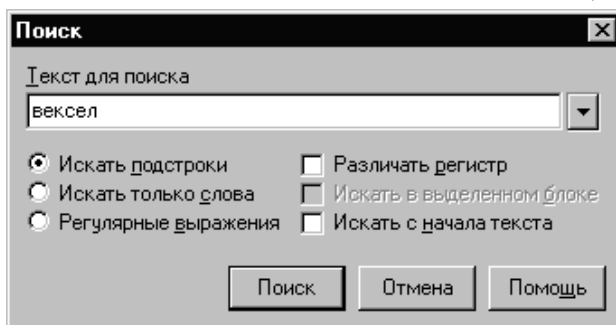 Поиск
Текст для поиска
вексел
Искать подстроки
Различать регистр
Искать только слова
Искать в выделенном блоке
Регулярные выражения
Искать с начала текста
Поиск
Отмена
Помощь